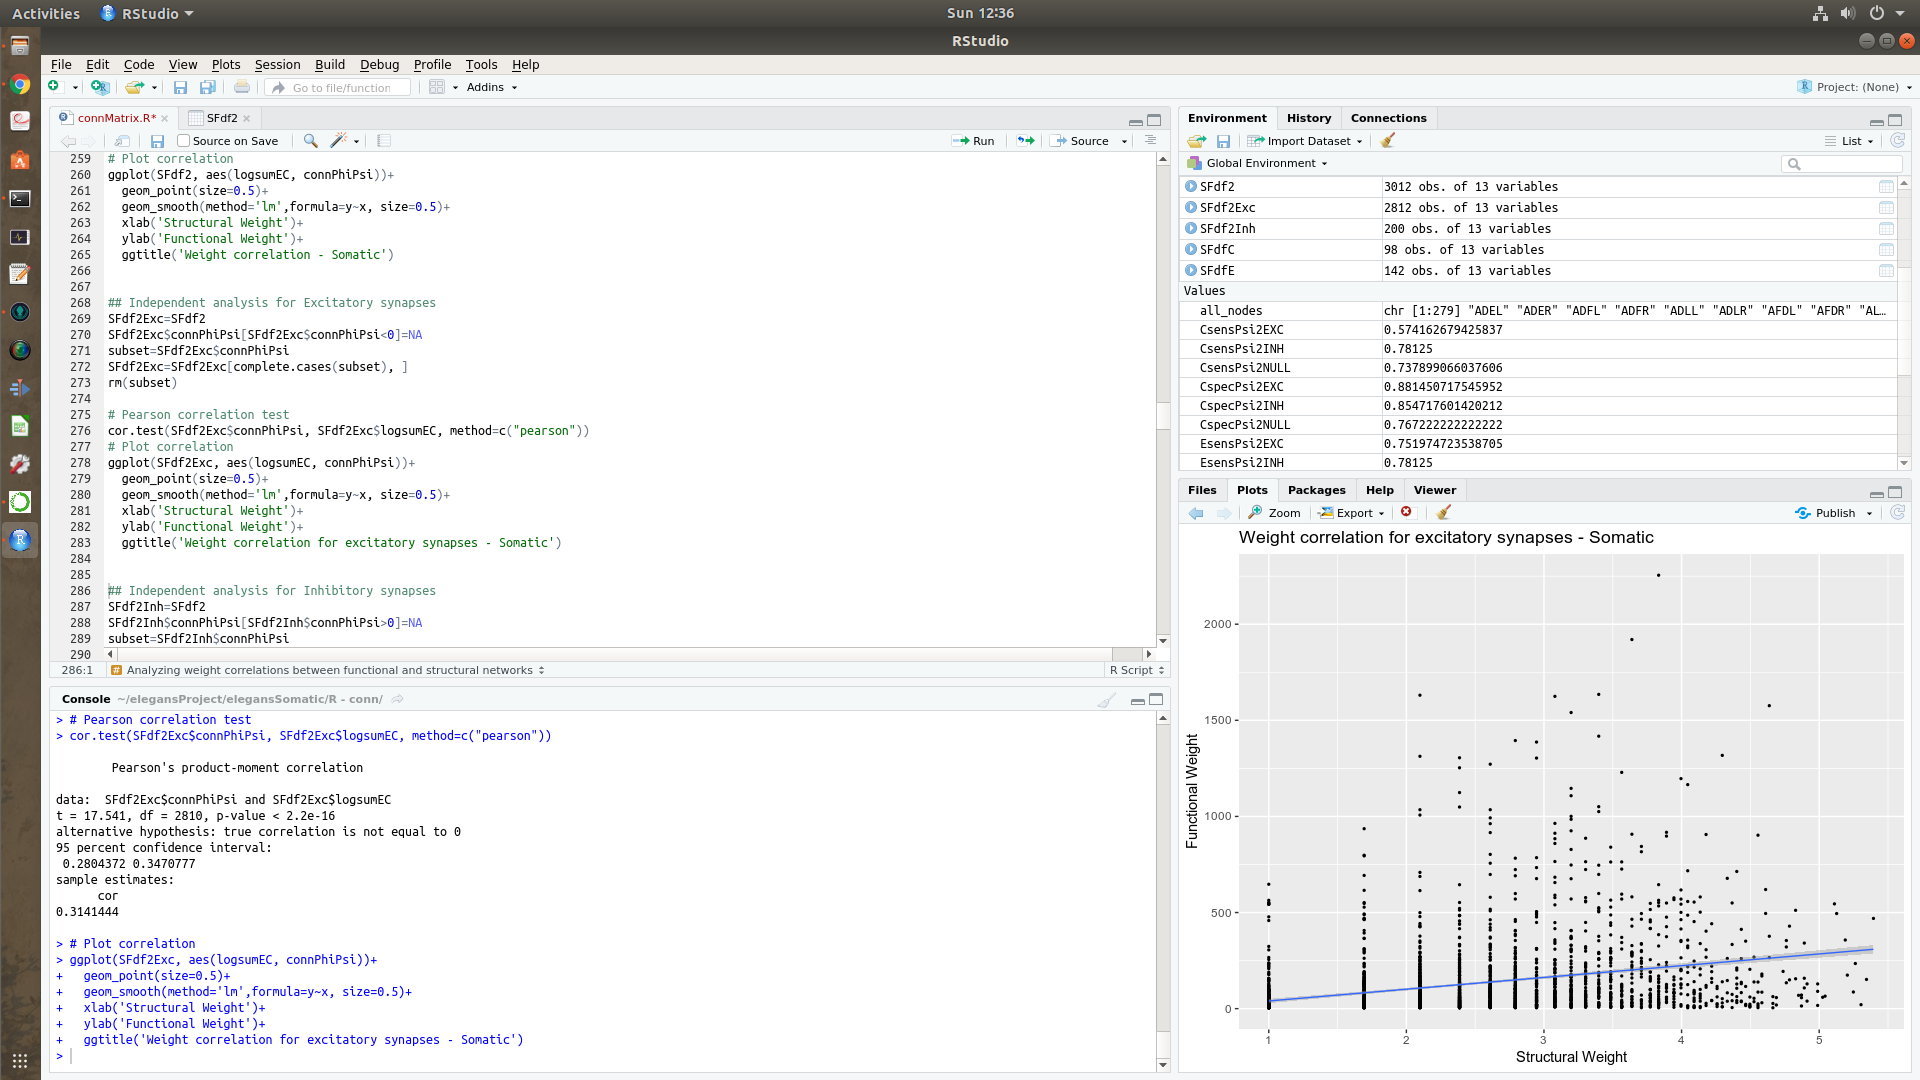 Activities RStudio Sun 12:36
RStudio
File Edit Code View Plots Session Build Debug Profile Tools Help
Go to file/function Addins Project: (None)
connMatrix.R* SFdf2
Source on Save Run Source
259 # Plot correlation
260 ggplot(SFdf2, aes(logsumEC, connPhiPsi))+
261   geom_point(size=0.5)+
262   geom_smooth(method='lm',formula=y~x, size=0.5)+
263   xlab('Structural Weight')+
264   ylab('Functional Weight')+
265   ggtitle('Weight correlation - Somatic')
266
267
268 ## Independent analysis for Excitatory synapses
269 SFdf2Exc=SFdf2
270 SFdf2Exc$connPhiPsi[SFdf2Exc$connPhiPsi<0]=NA
271 subset=SFdf2Exc$connPhiPsi
272 SFdf2Exc=SFdf2Exc[complete.cases(subset), ]
273 rm(subset)
274
275 # Pearson correlation test
276 cor.test(SFdf2Exc$connPhiPsi, SFdf2Exc$logsumEC, method=c("pearson"))
277 # Plot correlation
278 ggplot(SFdf2Exc, aes(logsumEC, connPhiPsi))+
279   geom_point(size=0.5)+
280   geom_smooth(method='lm',formula=y~x, size=0.5)+
281   xlab('Structural Weight')+
282   ylab('Functional Weight')+
283   ggtitle('Weight correlation for excitatory synapses - Somatic')
284
285
286 ## Independent analysis for Inhibitory synapses
287 SFdf2Inh=SFdf2
288 SFdf2Inh$connPhiPsi[SFdf2Inh$connPhiPsi>0]=NA
289 subset=SFdf2Inh$connPhiPsi
290
286:1 # Analyzing weight correlations between functional and structural networks R Script
Console ~/elegansProject/elegansSomatic/R - conn/
> # Pearson correlation test
> cor.test(SFdf2Exc$connPhiPsi, SFdf2Exc$logsumEC, method=c("pearson"))
        Pearson's product-moment correlation
data:  SFdf2Exc$connPhiPsi and SFdf2Exc$logsumEC
t = 17.541, df = 2810, p-value < 2.2e-16
alternative hypothesis: true correlation is not equal to 0
95 percent confidence interval:
 0.2804372 0.3470777
sample estimates:
      cor
0.3141444
> # Plot correlation
> ggplot(SFdf2Exc, aes(logsumEC, connPhiPsi))+
+   geom_point(size=0.5)+
+   geom_smooth(method='lm',formula=y~x, size=0.5)+
+   xlab('Structural Weight')+
+   ylab('Functional Weight')+
+   ggtitle('Weight correlation for excitatory synapses - Somatic')
>
Environment History Connections
Import Dataset List
Global Environment
SFdf2 3012 obs. of 13 variables
SFdf2Exc 2812 obs. of 13 variables
SFdf2Inh 200 obs. of 13 variables
SFdfC 98 obs. of 13 variables
SFdfE 142 obs. of 13 variables
Values
all_nodes chr [1:279] "ADEL" "ADER" "ADFL" "ADFR" "ADLL" "ADLR" "AFDL" "AFDR" "AL…
CsensPsi2EXC 0.574162679425837
CsensPsi2INH 0.78125
CsensPsi2NULL 0.737899066037606
CspecPsi2EXC 0.881450717545952
CspecPsi2INH 0.854717601420212
CspecPsi2NULL 0.767222222222222
EsensPsi2EXC 0.751974723538705
EsensPsi2INH 0.78125
Files Plots Packages Help Viewer
Zoom Export Publish
Weight correlation for excitatory synapses - Somatic
2000
1500
1000
500
0
Functional Weight
1 2 3 4 5
Structural Weight